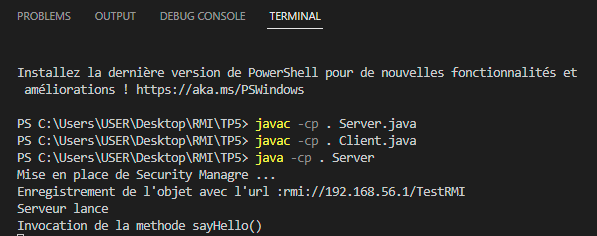 PROBLEMS OUTPUT DEBUG CONSOLE TERMINAL
Installez la dernière version de PowerShell pour de nouvelles fonctionnalités et
améliorations ! https://aka.ms/PSWindows
PS C:\Users\USER\Desktop\RMI\TP5> javac -cp . Server.java
PS C:\Users\USER\Desktop\RMI\TP5> javac -cp . Client.java
PS C:\Users\USER\Desktop\RMI\TP5> java -cp . Server
Mise en place de Security Managre ...
Enregistrement de l'objet avec l'url :rmi://192.168.56.1/TestRMI
Serveur lance
Invocation de la methode sayHello()